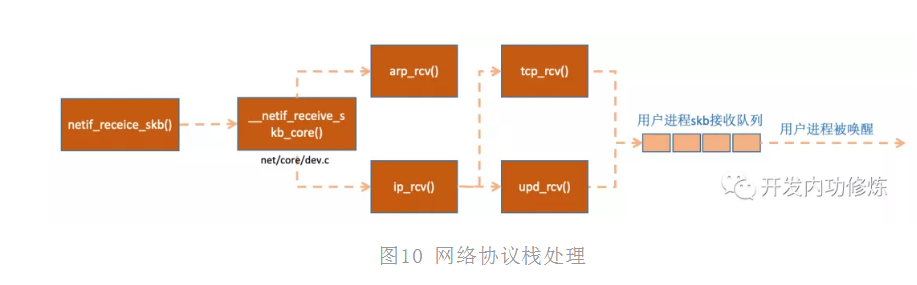 netif_receice_skb()
__netif_receive_s
kb_core()
net/core/dev.c
arp_rcv()
ip_rcv()
tcp_rcv()
upd_rcv()
用户进程skb接收队列
用户进程被唤醒
开发内功修炼
图10 网络协议栈处理